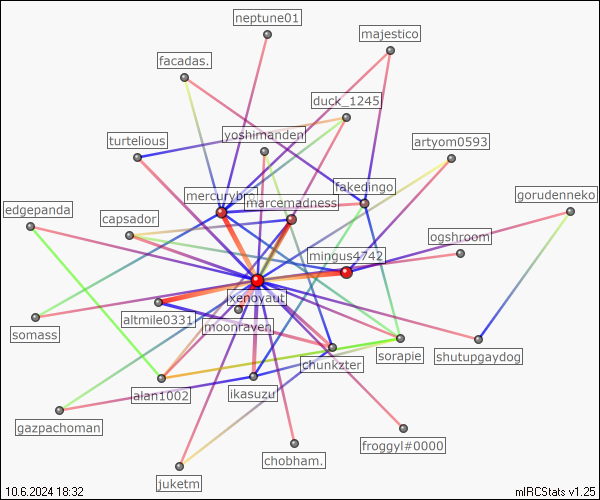 neptune01
majestico
facadas.
duck_1245
turtelious
yoshimanden
artyom0593
fakedingo
marcemadness
gorudenneko
edgepanda
capsador
ogshroom
mingus4742
xenoyaut
altmile0331
moonraven
somass
sorapie
shutupgaydog
chunkzter
alan1002
ikasuzu
gazpachoman
froggyl#0000
chobham.
juketm
10.6.2024 18:32
mIRCStats v1.25